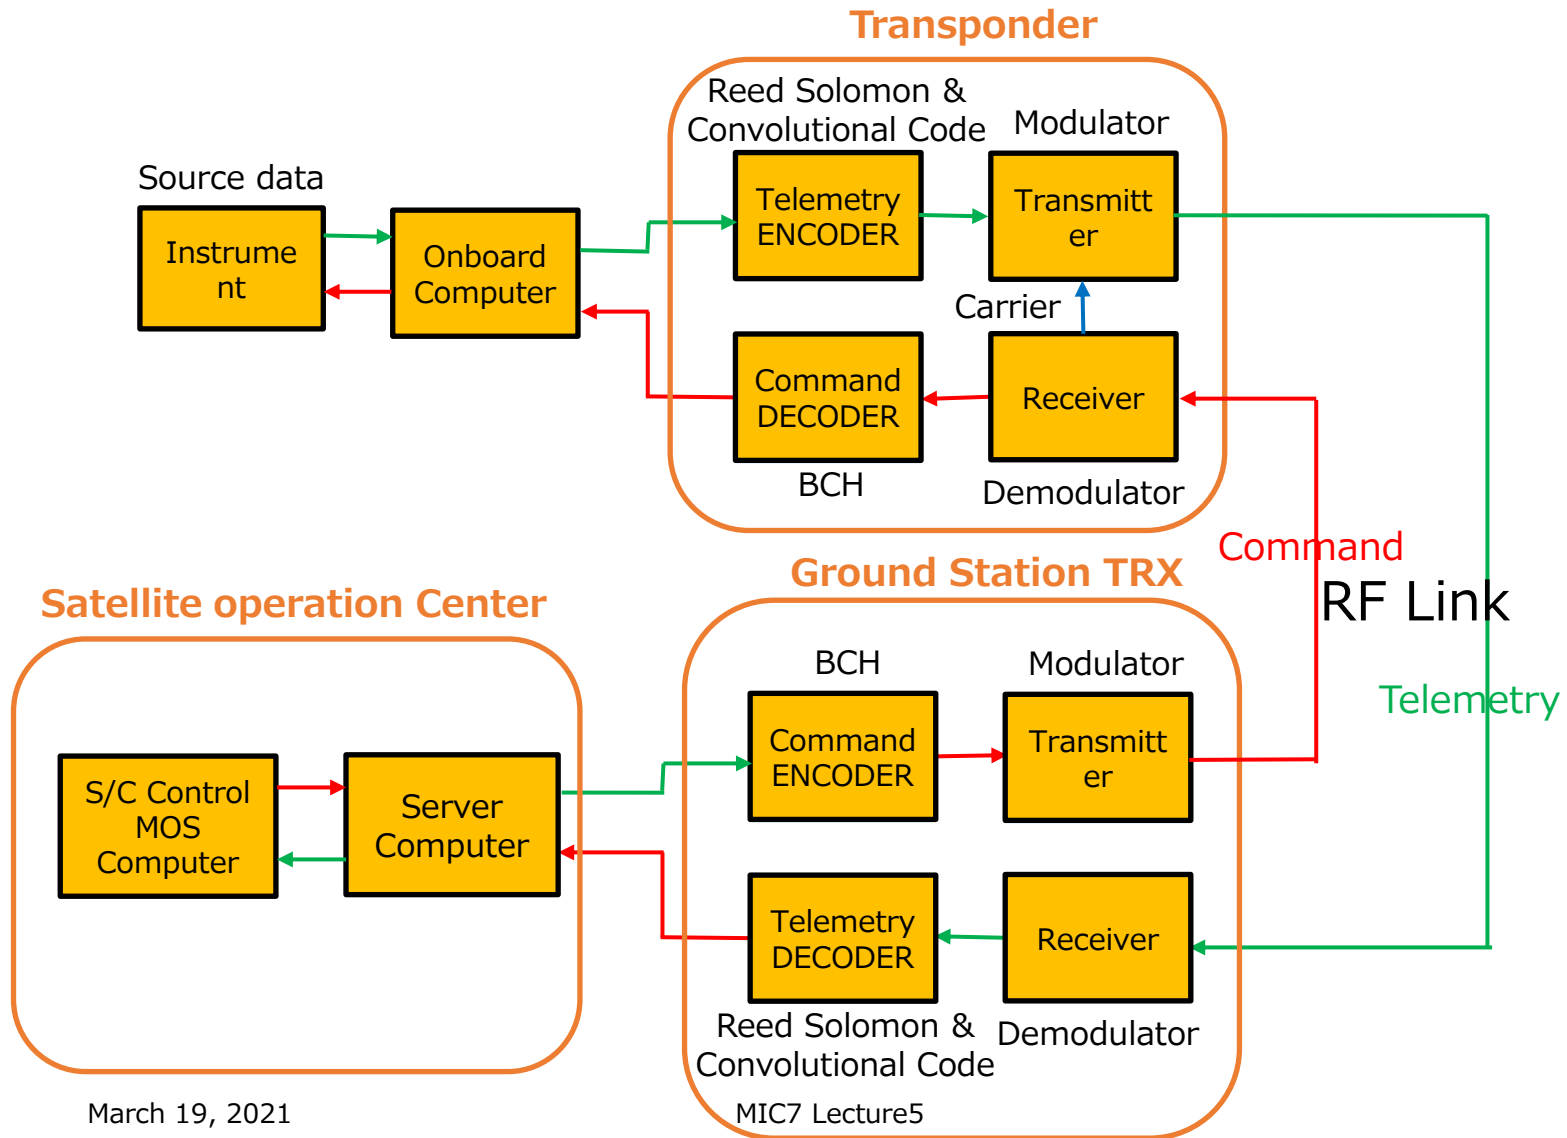 Transponder
Reed Solomon &
Convolutional Code
Modulator
Source data
Instrume
nt
Onboard
Computer
Telemetry
ENCODER
Transmitt
er
Carrier
Command
DECODER
Receiver
BCH
Demodulator
Command
RF Link
Telemetry
Satellite operation Center
Ground Station TRX
BCH
Modulator
S/C Control
MOS
Computer
Server
Computer
Command
ENCODER
Transmitt
er
Telemetry
DECODER
Receiver
Reed Solomon &
Convolutional Code
Demodulator
March 19, 2021
MIC7 Lecture5